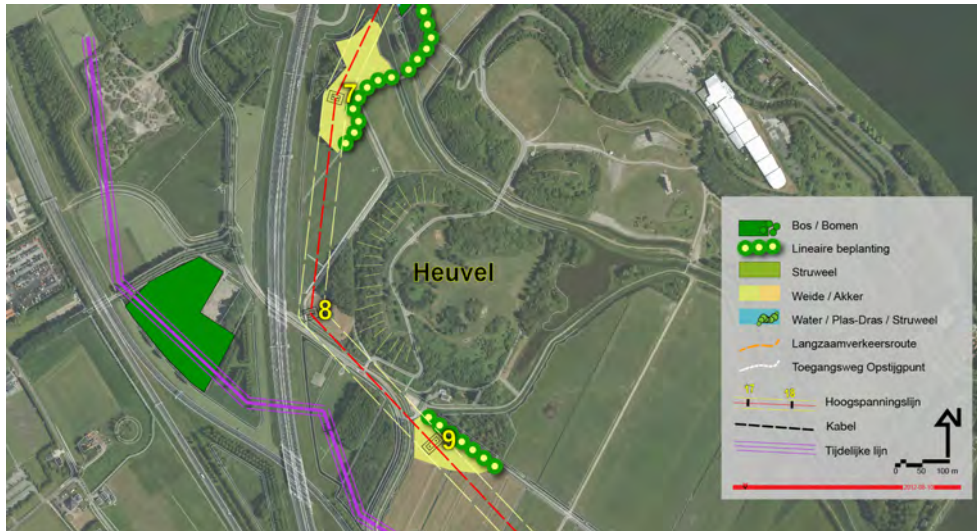 7
Heuvel
8
9
Bos / Bomen
Lineaire beplanting
Struweel
Weide / Akker
Water / Plas-Dras / Struweel
Langzaamverkeersroute
Toegangsweg Opstijgpunt
Hoogspanningslijn
Kabel
Tijdelijke lijn
N
0 50 100 m